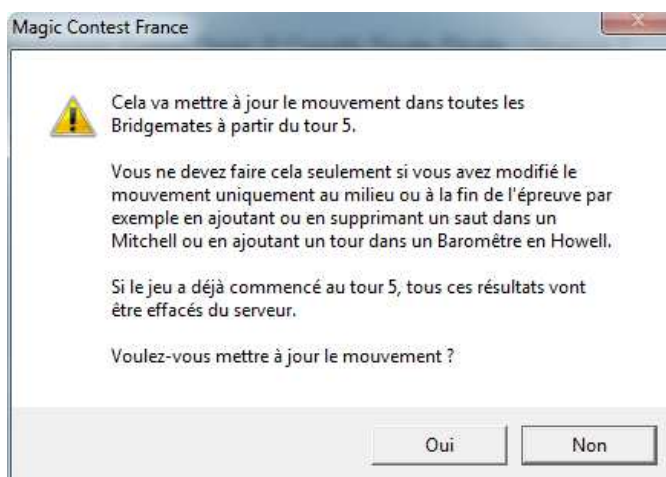 Magic Contest France
Cela va mettre à jour le mouvement dans toutes les
Bridgemates à partir du tour 5.
Vous ne devez faire cela seulement si vous avez modifié le
mouvement uniquement au milieu ou à la fin de l'épreuve par
exemple en ajoutant ou en supprimant un saut dans un
Mitchell ou en ajoutant un tour dans un Baromêtre en Howell.
Si le jeu a déjà commencé au tour 5, tous ces résultats vont
être effacés du serveur.
Voulez-vous mettre à jour le mouvement ?
Oui
Non